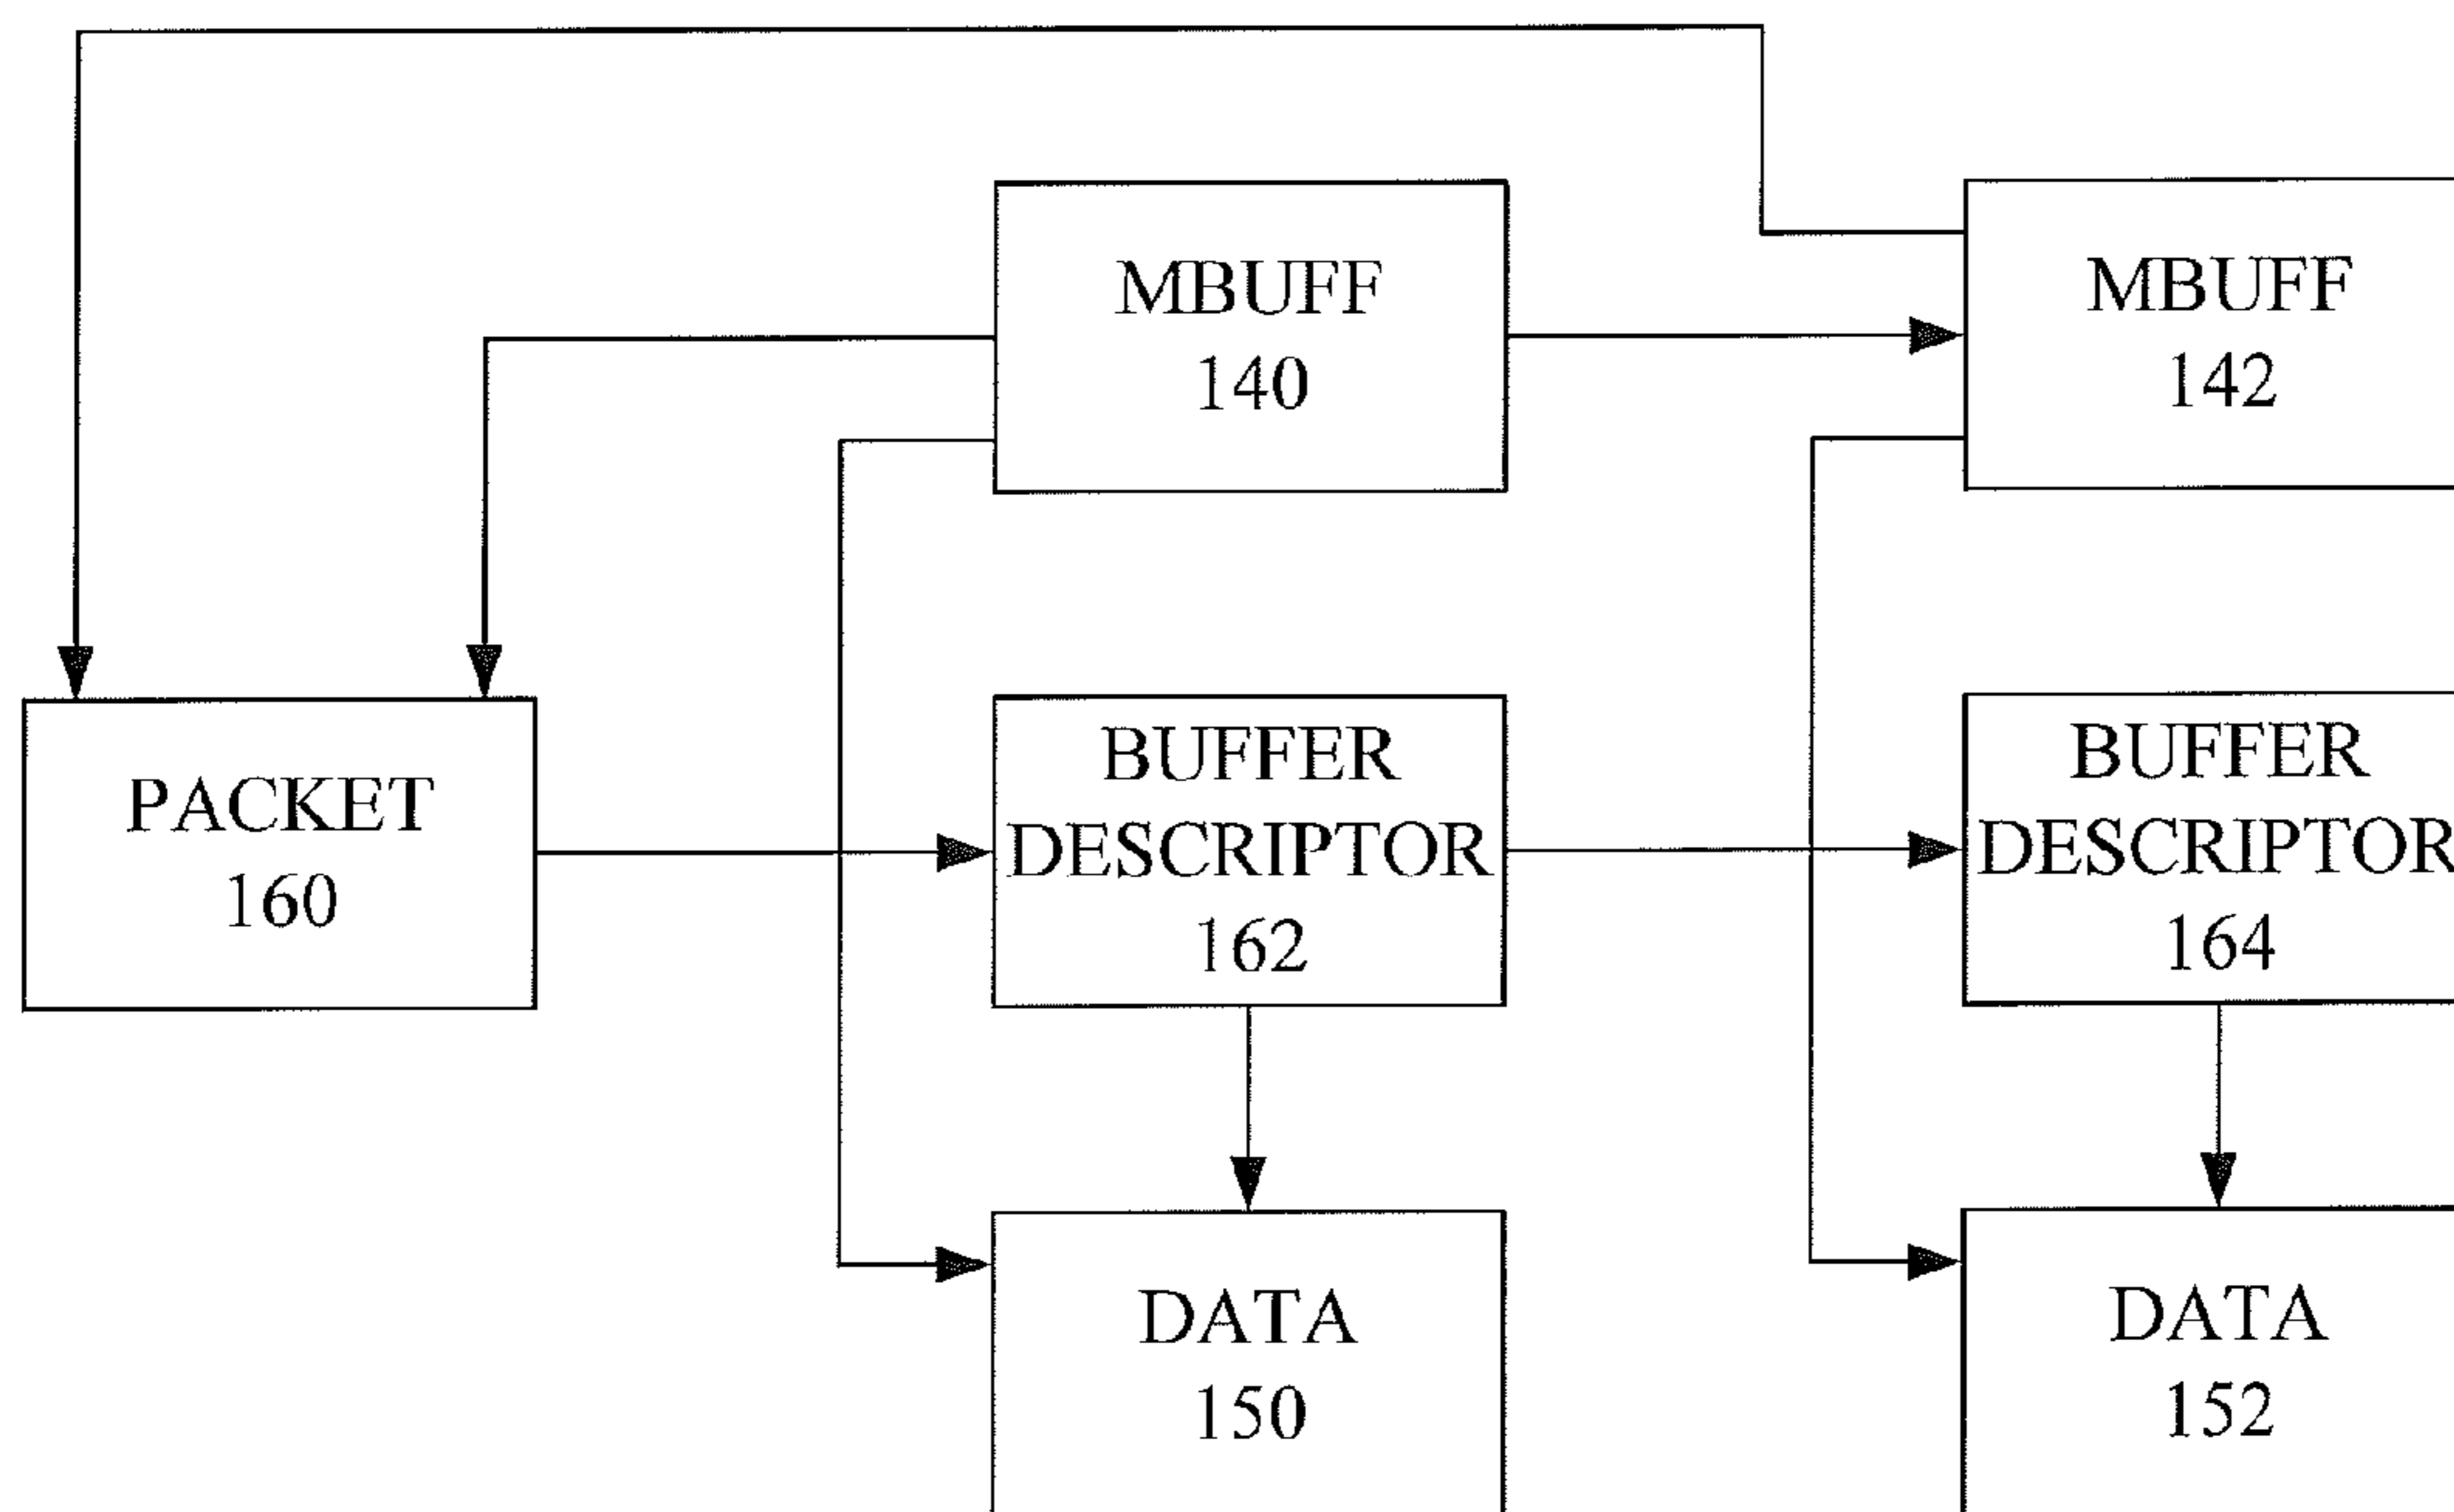 MBUFF
140
MBUFF
142
PACKET
160
BUFFER
DESCRIPTOR
162
BUFFER
DESCRIPTOR
164
DATA
150
DATA
152